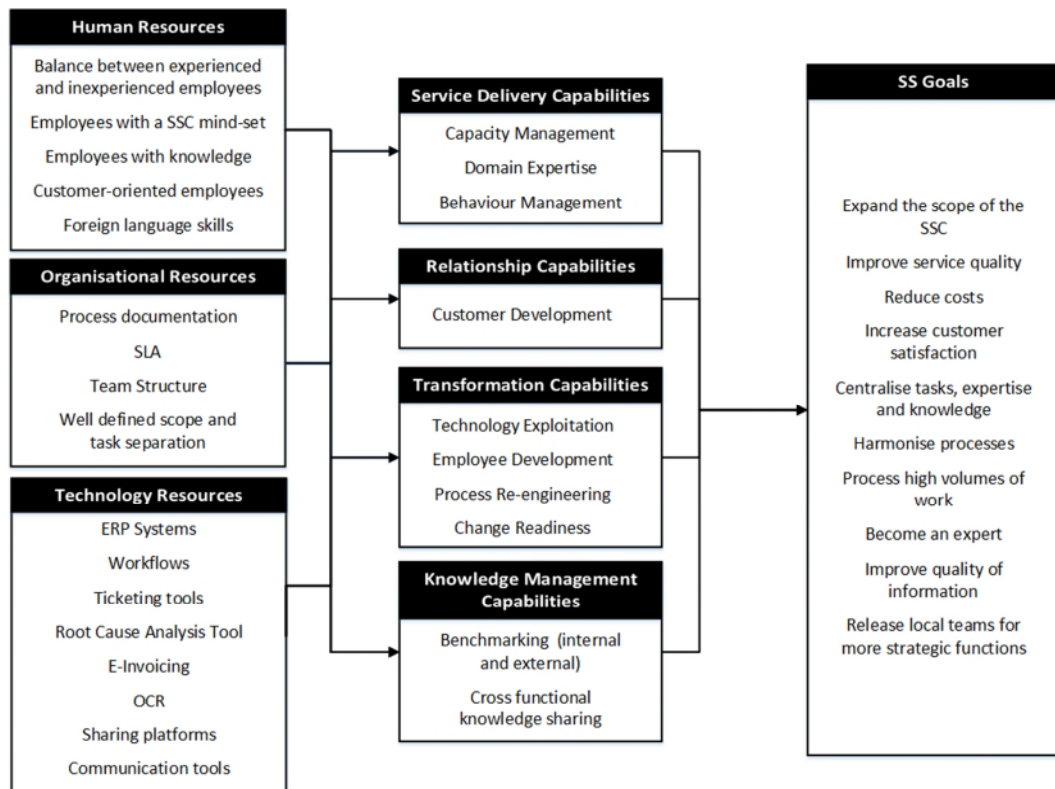 Human Resources
Balance between experienced
and inexperienced employees
Employees with a SSC mind-set
Employees with knowledge
Customer-oriented employees
Foreign language skills
Organisational Resources
Process documentation
SLA
Team Structure
Well defined scope and
task separation
Technology Resources
ERP Systems
Workflows
Ticketing tools
Root Cause Analysis Tool
E-Invoicing
OCR
Sharing platforms
Communication tools
Service Delivery Capabilities
Capacity Management
Domain Expertise
Behaviour Management
Relationship Capabilities
Customer Development
Transformation Capabilities
Technology Exploitation
Employee Development
Process Re-engineering
Change Readiness
Knowledge Management
Capabilities
Benchmarking (internal
and external)
Cross functional
knowledge sharing
SS Goals
Expand the scope of the
SSC
Improve service quality
Reduce costs
Increase customer
satisfaction
Centralise tasks, expertise
and knowledge
Harmonise processes
Process high volumes of
work
Become an expert
Improve quality of
information
Release local teams for
more strategic functions